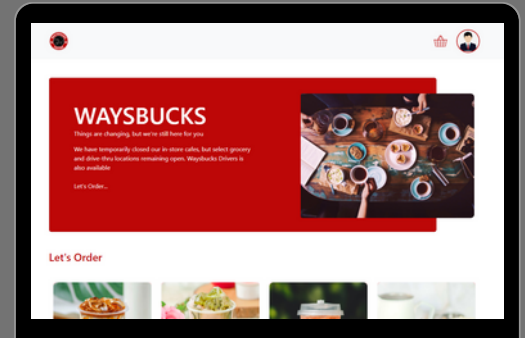 WAYSBUCKS
Things are changing, but we're still here for you
We have temporarily closed our in-store cafes, but select grocery
and drive-thru locations remaining open. Waysbucks Drivers is
also available
Let's Order...
Let's Order